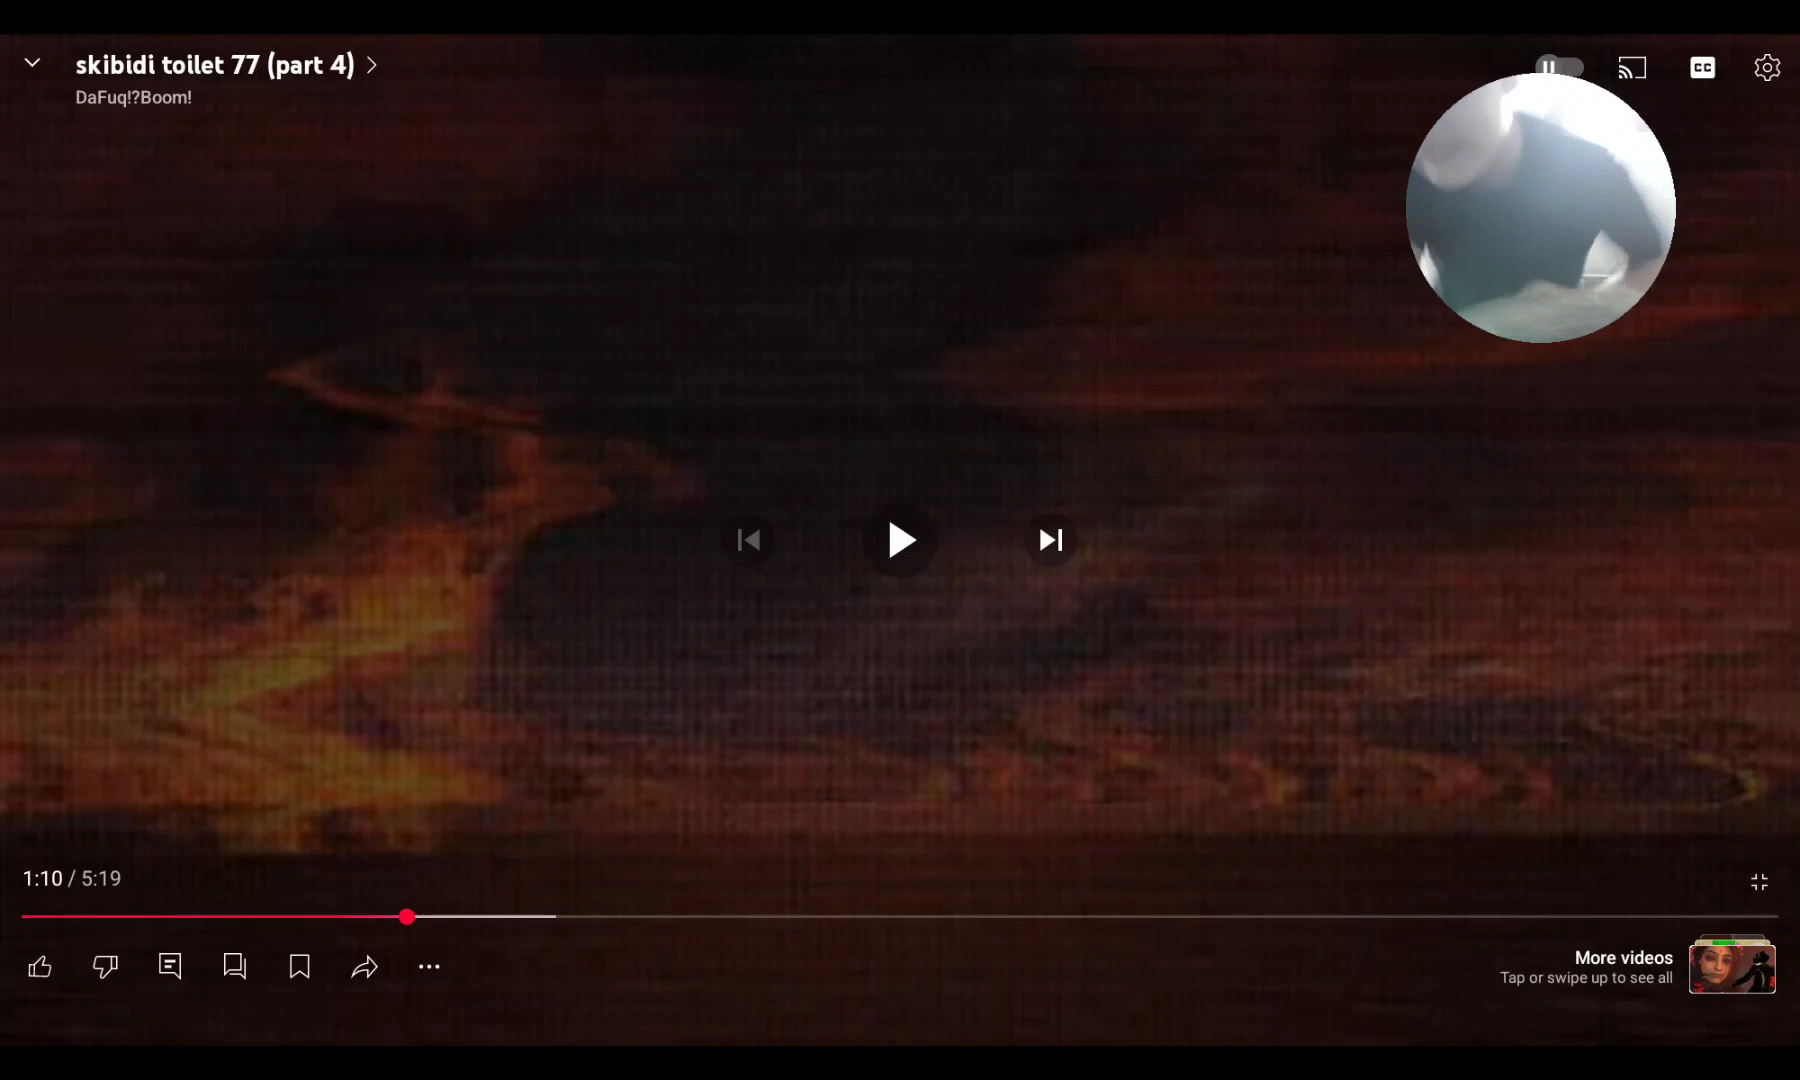 skibidi toilet 77 (part 4)
DaFuq!?Boom!
CC
1:10 / 5:19
More videos
Tap or swipe up to see all